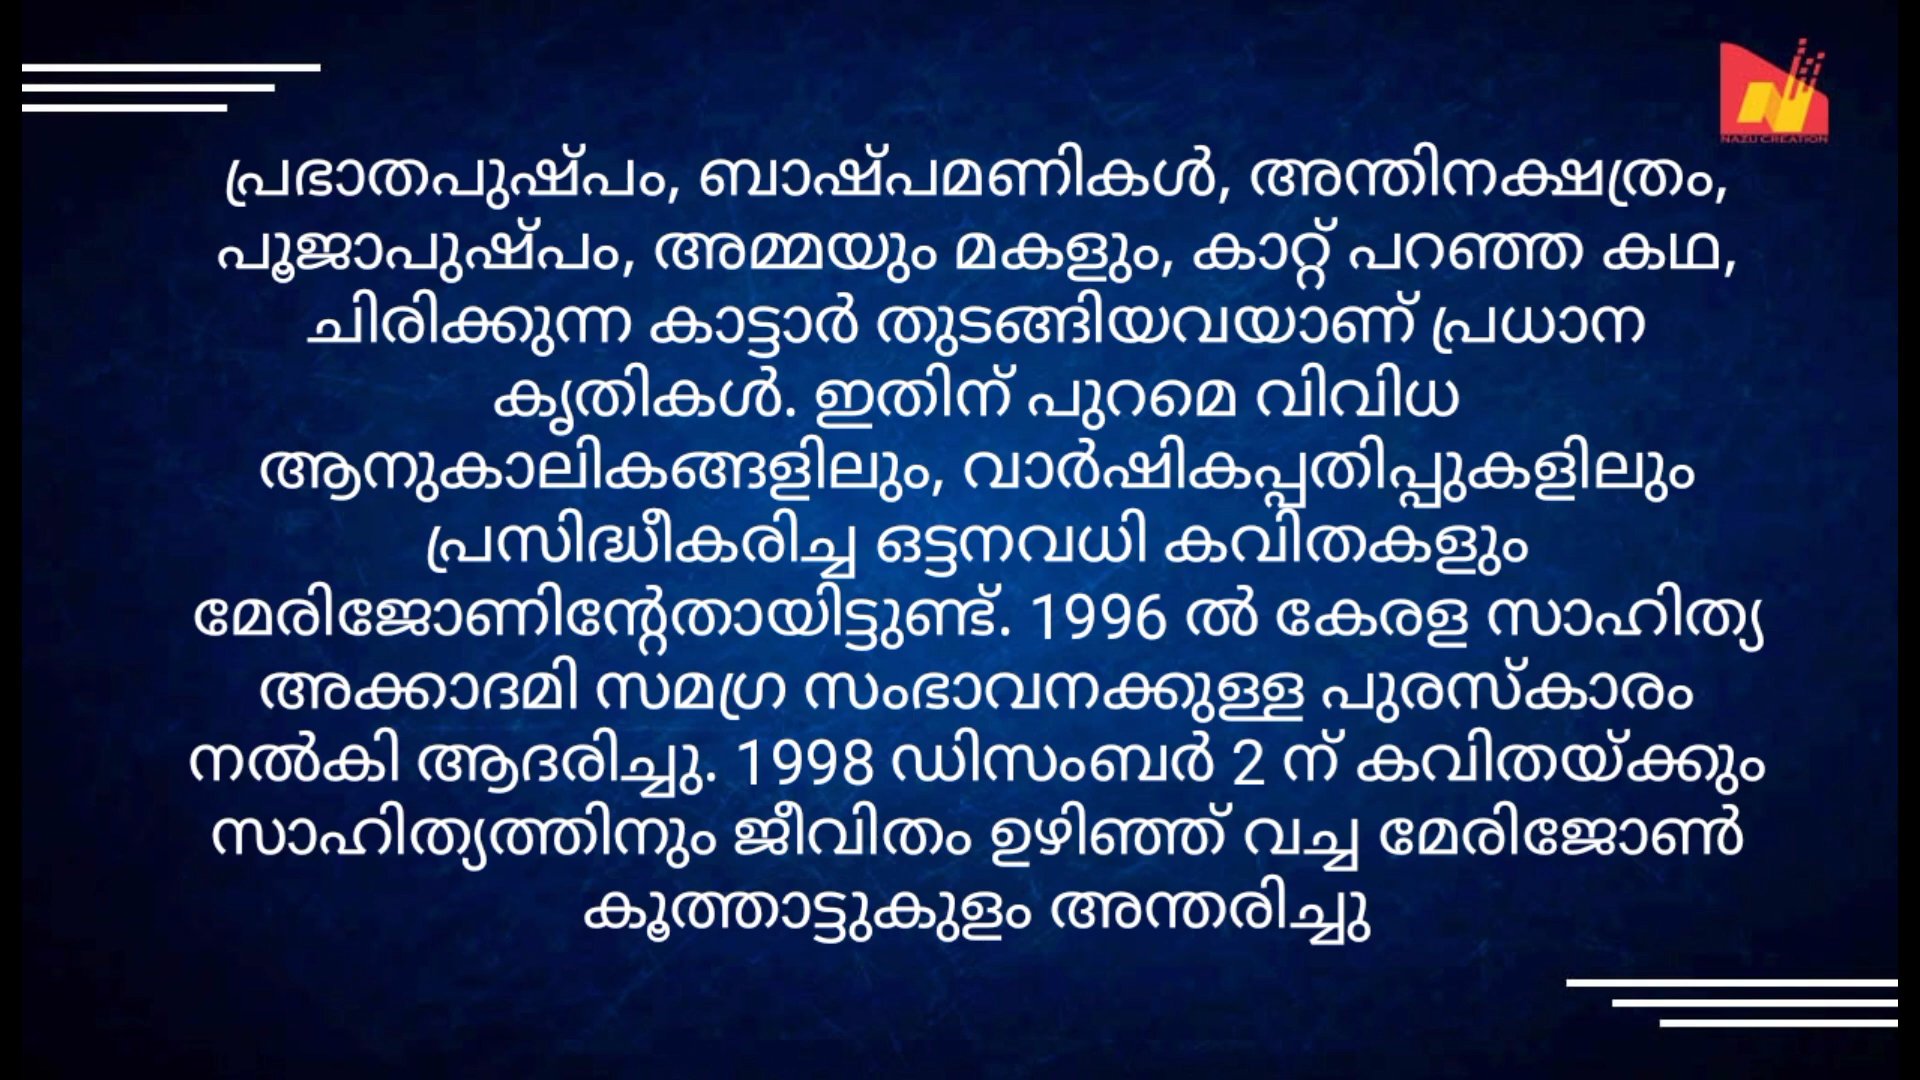 NAZU CREATION
പ്രഭാതപുഷ്പം, ബാഷ്പമണികൾ, അന്തിനക്ഷത്രം,
പൂജാപുഷ്പം, അമ്മയും മകളും, കാറ്റ് പറഞ്ഞ കഥ,
ചിരിക്കുന്ന കാട്ടാർ തുടങ്ങിയവയാണ് പ്രധാന
കൃതികൾ. ഇതിന് പുറമെ വിവിധ
ആനുകാലികങ്ങളിലും, വാർഷികപ്പതിപ്പുകളിലും
പ്രസിദ്ധീകരിച്ച ഒട്ടനവധി കവിതകളും
മേരിജോണിന്റേതായിട്ടുണ്ട്. 1996 ൽ കേരള സാഹിത്യ
അക്കാദമി സമഗ്ര സംഭാവനക്കുള്ള പുരസ്കാരം
നൽകി ആദരിച്ചു. 1998 ഡിസംബർ 2 ന് കവിതയ്ക്കും
സാഹിത്യത്തിനും ജീവിതം ഉഴിഞ്ഞ് വച്ച മേരിജോൺ
കൂത്താട്ടുകുളം അന്തരിച്ചു